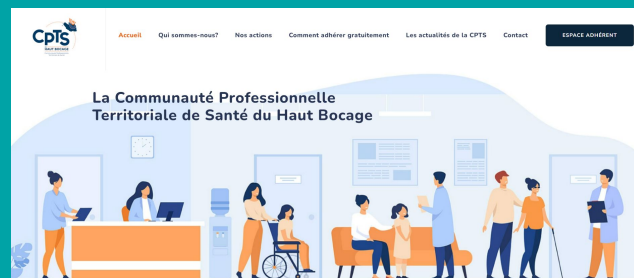 CPTS
HAUT BOCAGE
Accueil
Qui sommes-nous?
Nos actions
Comment adhérer gratuitement
Les actualités de la CPTS
Contact
ESPACE ADHÉRENT
La Communauté Professionnelle
Territoriale de Santé du Haut Bocage